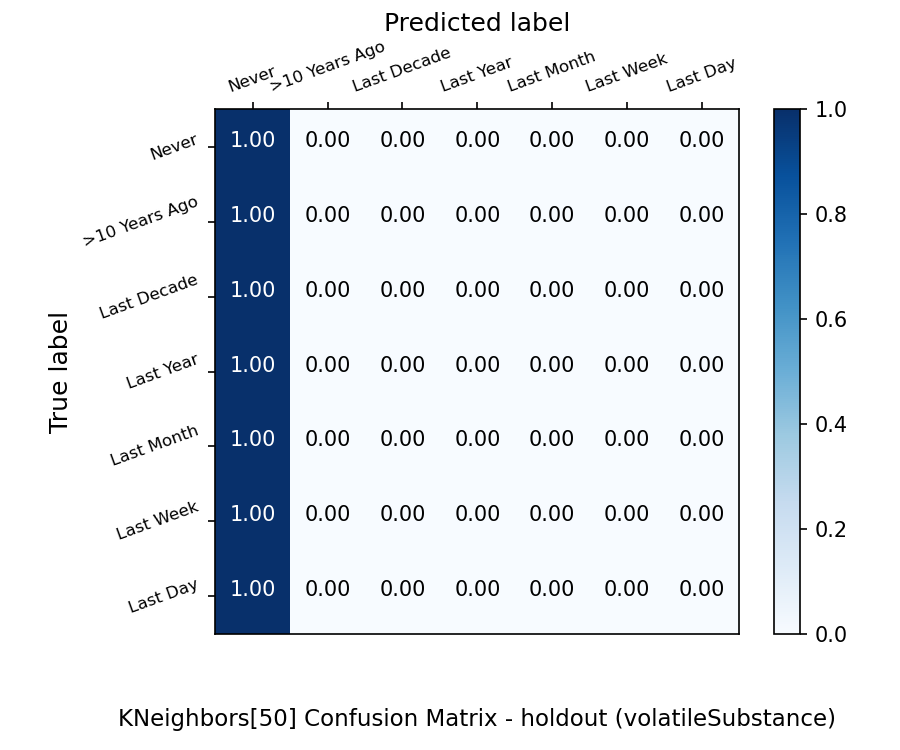 Predicted label
Never >10 Years Ago Last Decade Last Year Last Month Last Week Last Day
Never 1.00 0.00 0.00 0.00 0.00 0.00 0.00
>10 Years Ago 1.00 0.00 0.00 0.00 0.00 0.00 0.00
Last Decade 1.00 0.00 0.00 0.00 0.00 0.00 0.00
Last Year 1.00 0.00 0.00 0.00 0.00 0.00 0.00
Last Month 1.00 0.00 0.00 0.00 0.00 0.00 0.00
Last Week 1.00 0.00 0.00 0.00 0.00 0.00 0.00
Last Day 1.00 0.00 0.00 0.00 0.00 0.00 0.00
True label
1.0
0.8
0.6
0.4
0.2
0.0
KNeighbors[50] Confusion Matrix - holdout (volatileSubstance)